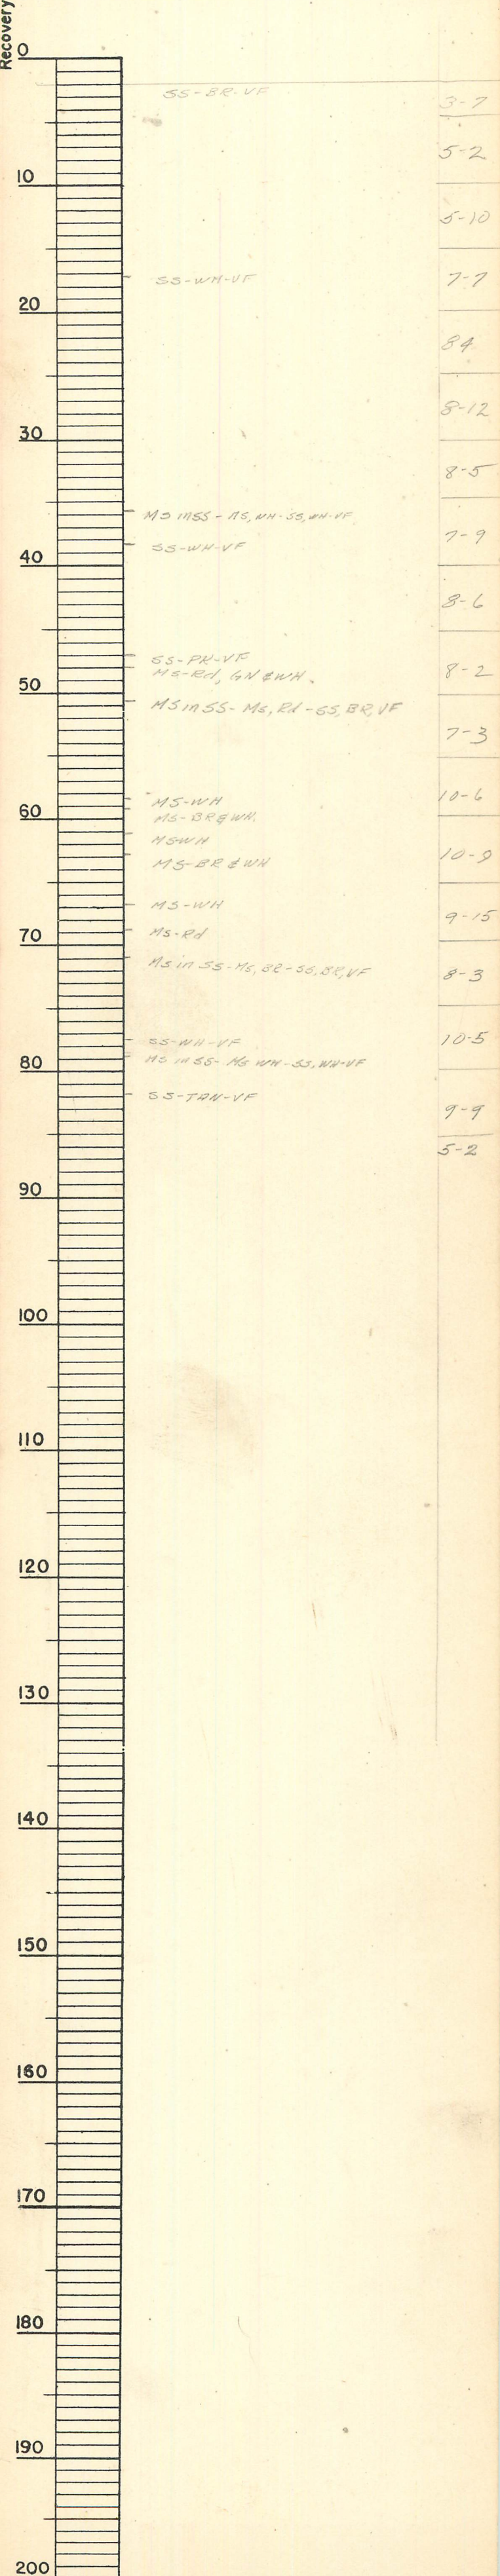 Recovery
0
SS-BR-VF
3-7
5-2
10
5-10
SS-WH-VF
7-7
20
84
8-12
30
8-5
MS in SS - MS, WH-SS, WH-VF
7-9
SS-WH-VF
40
8-6
SS-PK-VF
MS-Rd, GN & WH.
8-2
50
MS in SS- MS, Rd-SS, BR, VF
7-3
MS-WH
10-6
MS-BR & WH.
60
MSWH
10-9
MS-BR & WH
MS-WH
9-15
MS-Rd
70
MS in SS-MS, BR-SS, BR, VF
8-3
SS-WH-VF
10-5
MS in SS- MS WH-SS, WH-VF
80
SS-TAN-VF
9-9
5-2
90
100
110
120
130
140
150
160
170
180
190
200